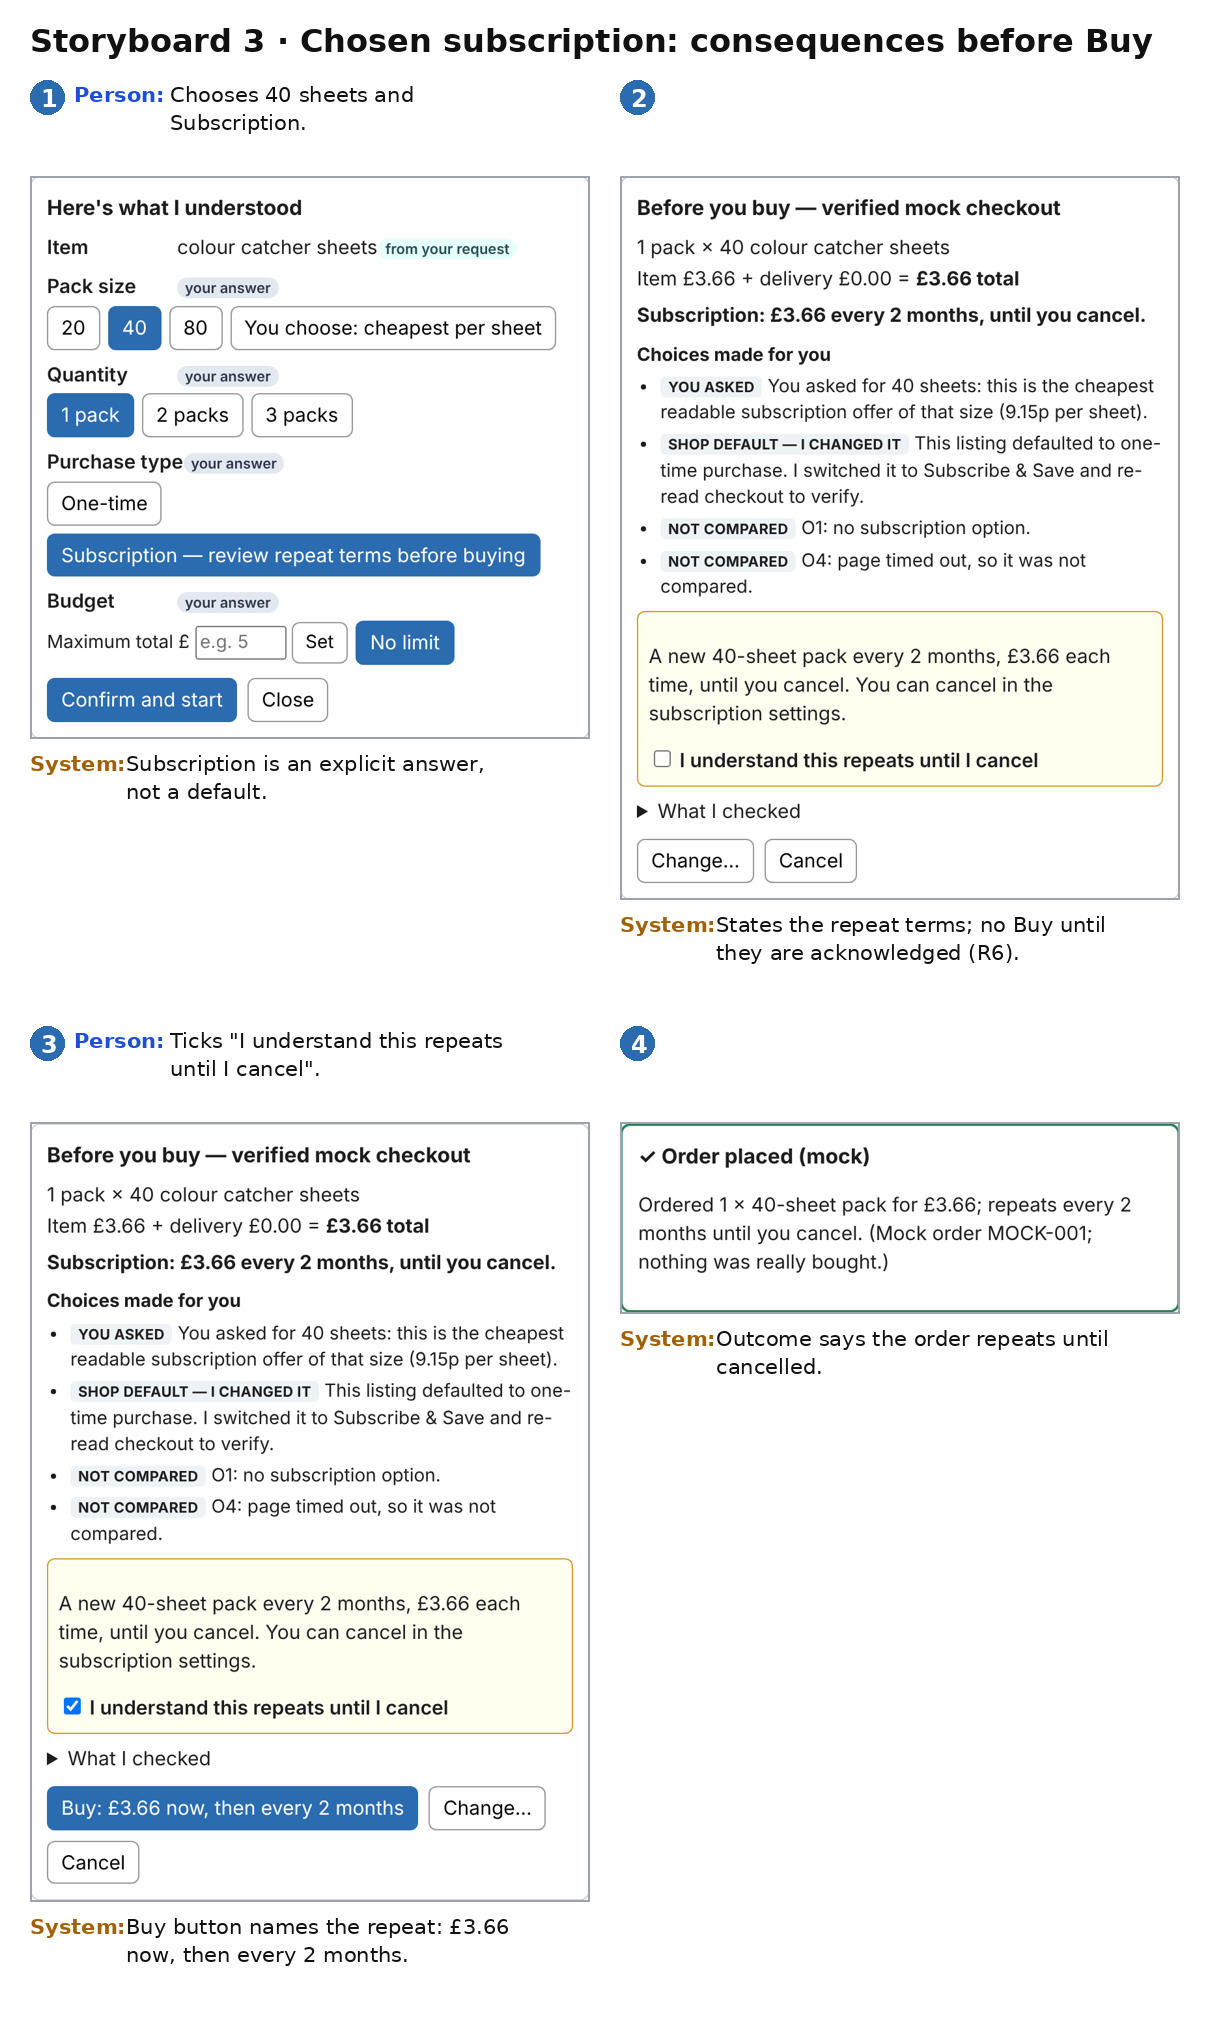 Storyboard 3 · Chosen subscription: consequences before Buy
1 Person: Chooses 40 sheets and
Subscription.
Here's what I understood
Item colour catcher sheets from your request
Pack size your answer
20 40 80 You choose: cheapest per sheet
Quantity your answer
1 pack 2 packs 3 packs
Purchase type your answer
One-time
Subscription — review repeat terms before buying
Budget your answer
Maximum total £ e.g. 5 Set No limit
Confirm and start Close
System: Subscription is an explicit answer,
not a default.
2
Before you buy — verified mock checkout
1 pack × 40 colour catcher sheets
Item £3.66 + delivery £0.00 = £3.66 total
Subscription: £3.66 every 2 months, until you cancel.
Choices made for you
• YOU ASKED You asked for 40 sheets: this is the cheapest
readable subscription offer of that size (9.15p per sheet).
• SHOP DEFAULT — I CHANGED IT This listing defaulted to one-
time purchase. I switched it to Subscribe & Save and re-
read checkout to verify.
• NOT COMPARED O1: no subscription option.
• NOT COMPARED O4: page timed out, so it was not
compared.
A new 40-sheet pack every 2 months, £3.66 each
time, until you cancel. You can cancel in the
subscription settings.
I understand this repeats until I cancel
▶ What I checked
Change... Cancel
System: States the repeat terms; no Buy until
they are acknowledged (R6).
3 Person: Ticks "I understand this repeats
until I cancel".
Before you buy — verified mock checkout
1 pack × 40 colour catcher sheets
Item £3.66 + delivery £0.00 = £3.66 total
Subscription: £3.66 every 2 months, until you cancel.
Choices made for you
• YOU ASKED You asked for 40 sheets: this is the cheapest
readable subscription offer of that size (9.15p per sheet).
• SHOP DEFAULT — I CHANGED IT This listing defaulted to one-
time purchase. I switched it to Subscribe & Save and re-
read checkout to verify.
• NOT COMPARED O1: no subscription option.
• NOT COMPARED O4: page timed out, so it was not
compared.
A new 40-sheet pack every 2 months, £3.66 each
time, until you cancel. You can cancel in the
subscription settings.
I understand this repeats until I cancel
▶ What I checked
Buy: £3.66 now, then every 2 months Change...
Cancel
System: Buy button names the repeat: £3.66
now, then every 2 months.
4
✓ Order placed (mock)
Ordered 1 × 40-sheet pack for £3.66; repeats every 2
months until you cancel. (Mock order MOCK-001;
nothing was really bought.)
System: Outcome says the order repeats until
cancelled.